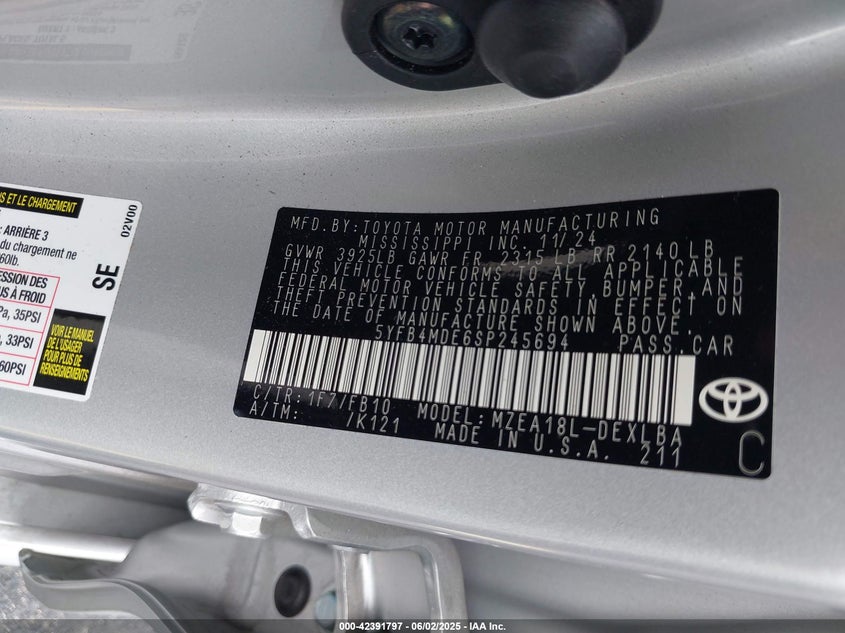 S ET LE CHARGEMENT
: ARRIÈRE 3
du chargement ne
60lb.
ESSION DES
US À FROID
Pa, 35PSI
, 33PSI
60PSI
VOIR LE MANUEL
DE L'USAGER
POUR PLUS DE
RENSEIGNEMENTS
02V00
SE
MFD. BY: TOYOTA MOTOR MANUFACTURING
MISSISSIPPI INC. 11/24
GVWR 3925LB GAWR FR 2315 LB RR 2140 LB
THIS VEHICLE CONFORMS TO ALL APPLICABLE
FEDERAL MOTOR VEHICLE SAFETY, BUMPER, AND
THEFT PREVENTION STANDARDS IN EFFECT ON
THE DATE OF MANUFACTURE SHOWN ABOVE.
5YFB4MDE6SP245694 PASS. CAR
C/TR: 1F7/FB10 MODEL: MZEA18L-DEXLBA
A/TM: /K121 MADE IN U.S.A. 211
C
000-42391797 - 06/02/2025 - IAA Inc.